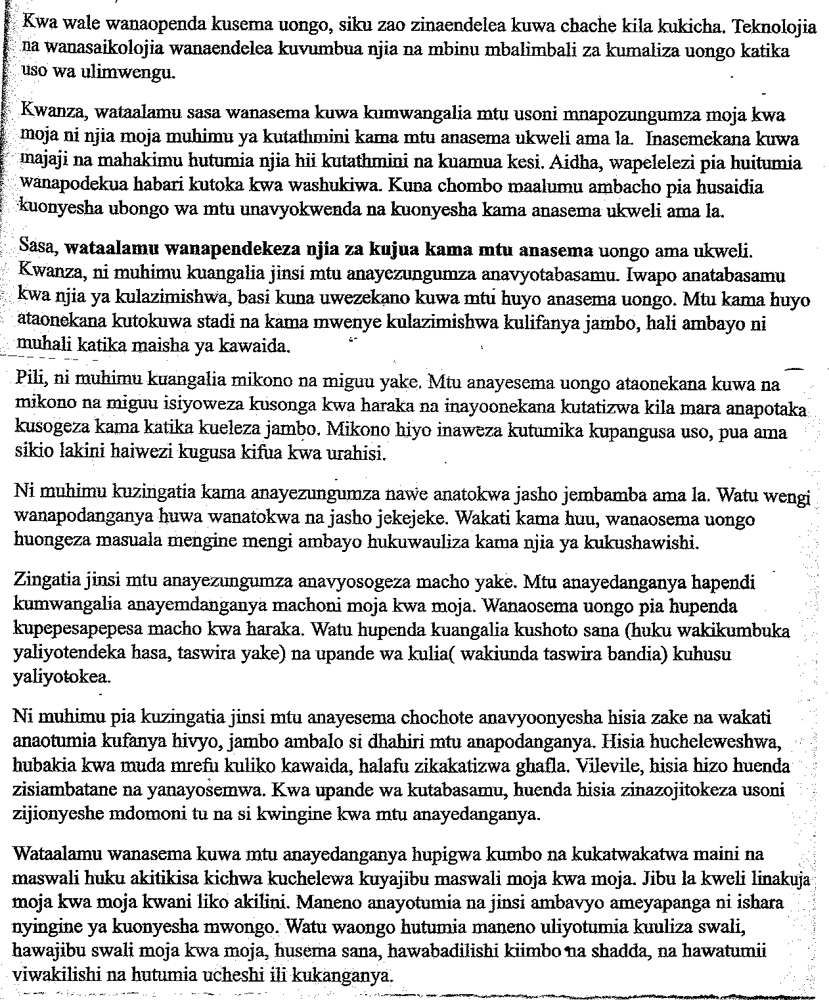 Kwa wale wanaopenda kusema uongo, siku zao zinaendelea kuwa chache kila kukicha. Teknolojia
na wanasaikolojia wanaendelea kuvumbua njia na mbinu mbalimbali za kumaliza uongo katika
uso wa ulimwengu.
Kwanza, wataalamu sasa wanasema kuwa kumwangalia mtu usoni mnapozungumza moja kwa
moja ni njia moja muhimu ya kutathmini kama mtu anasema ukweli ama la. Inasemekana kuwa
majaji na mahakimu hutumia njia hii kutathmini na kuamua kesi. Aidha, wapelelezi pia huitumia
wanapodekua habari kutoka kwa washukiwa. Kuna chombo maalumu ambacho pia husaidia
kuonyesha ubongo wa mtu unavyokwenda na kuonyesha kama anasema ukweli ama la.
Sasa, wataalamu wanapendekeza njia za kujua kama mtu anasema uongo ama ukweli.
Kwanza, ni muhimu kuangalia jinsi mtu anayezungumza anavyotabasamu. Iwapo anatabasamu
kwa njia ya kulazimishwa, basi kuna uwezekano kuwa mtu huyo anasema uongo. Mtu kama huyo
ataonekana kutokuwa stadi na kama mwenye kulazimishwa kulifanya jambo, hali ambayo ni
muhali katika maisha ya kawaida.
Pili, ni muhimu kuangalia mikono na miguu yake. Mtu anayesema uongo ataonekana kuwa na
mikono na miguu isiyoweza kusonga kwa haraka na inayoonekana kutatizwa kila mara anapotaka
kusogeza kama katika kueleza jambo. Mikono hiyo inaweza kutumika kupangusa uso, pua ama
sikio lakini haiwezi kugusa kifua kwa urahisi.
Ni muhimu kuzingatia kama anayezungumza nawe anatokwa jasho jembamba ama la. Watu wengi
wanapodanganya huwa wanatokwa na jasho jekejeke. Wakati kama huu, wanaosema uongo
huongeza masuala mengine mengi ambayo hukuwauliza kama njia ya kukushawishi.
Zingatia jinsi mtu anayezungumza anavyosogeza macho yake. Mtu anayedanganya hapendi
kumwangalia anayemdanganya machoni moja kwa moja. Wanaosema uongo pia hupenda
kupepesapepesa macho kwa haraka. Watu hupenda kuangalia kushoto sana (huku wakikumbuka
yaliyotendeka hasa, taswira yake) na upande wa kulia( wakiunda taswira bandia) kuhusu
yaliyotokea.
Ni muhimu pia kuzingatia jinsi mtu anayesema chochote anavyoonyesha hisia zake na wakati
anaotumia kufanya hivyo, jambo ambalo si dhahiri mtu anapodanganya. Hisia hucheleweshwa,
hubakia kwa muda mrefu kuliko kawaida, halafu zikakatizwa ghafla. Vilevile, hisia hizo huenda
zisiambatane na yanayosemwa. Kwa upande wa kutabasamu, huenda hisia zinazojitokeza usoni
zijionyeshe mdomoni tu na si kwingine kwa mtu anayedanganya.
Wataalamu wanasema kuwa mtu anayedanganya hupigwa kumbo na kukatwakatwa maini na
maswali huku akitikisa kichwa kuchelewa kuyajibu maswali moja kwa moja. Jibu la kweli linakuja
moja kwa moja kwani liko akilini. Maneno anayotumia na jinsi ambavyo ameyapanga ni ishara
nyingine ya kuonyesha mwongo. Watu waongo hutumia maneno uliyotumia kuuliza swali,
hawajibu swali moja kwa moja, husema sana, hawabadilishi kiimbo na shadda, na hawatumii
viwakilishi na hutumia ucheshi ili kukanganya.